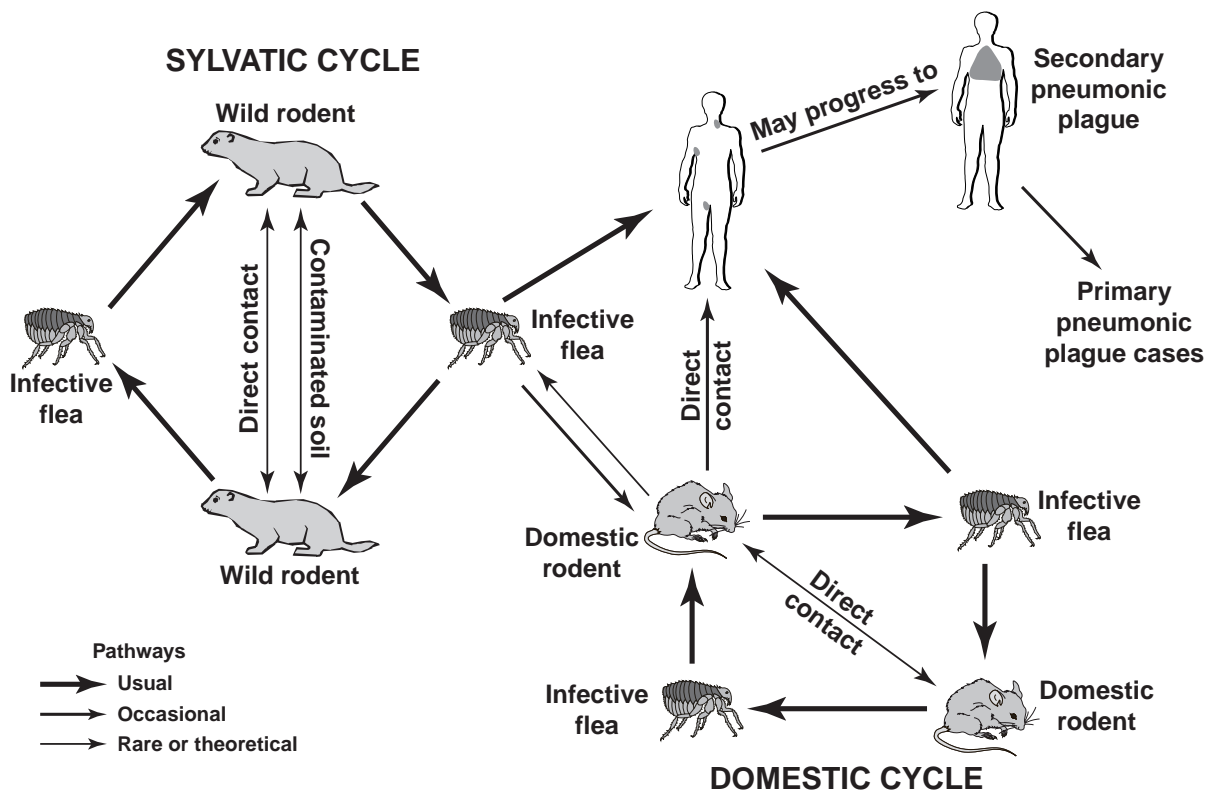 SYLVATIC CYCLE
Wild rodent
Infective
flea
Direct contact
Contaminated soil
Infective
flea
Wild rodent
May progress to
Secondary
pneumonic
plague
Primary
pneumonic
plague cases
Direct
contact
Domestic
rodent
Infective
flea
Direct
contact
Infective
flea
Domestic
rodent
DOMESTIC CYCLE
Pathways
Usual
Occasional
Rare or theoretical